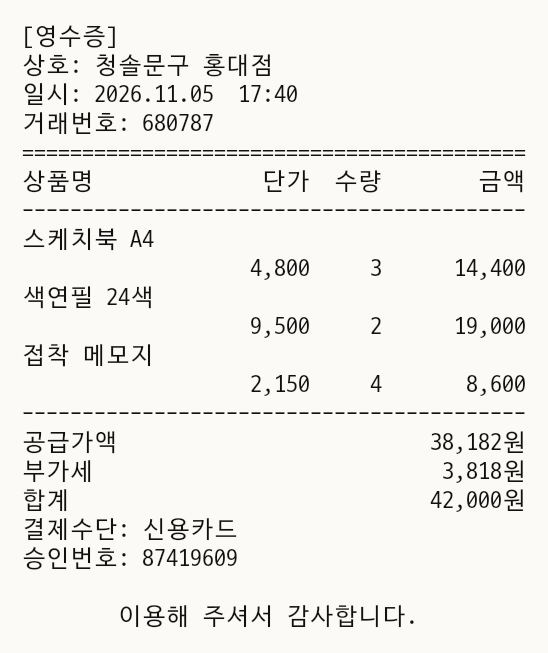 [영수증]
상호: 청솔문구 홍대점
일시: 2026.11.05  17:40
거래번호: 680787
==========================================
상품명 단가 수량 금액
------------------------------------------
스케치북 A4
4,800 3 14,400
색연필 24색
9,500 2 19,000
접착 메모지
2,150 4 8,600
------------------------------------------
공급가액 38,182원
부가세 3,818원
합계 42,000원
결제수단: 신용카드
승인번호: 87419609
이용해 주셔서 감사합니다.